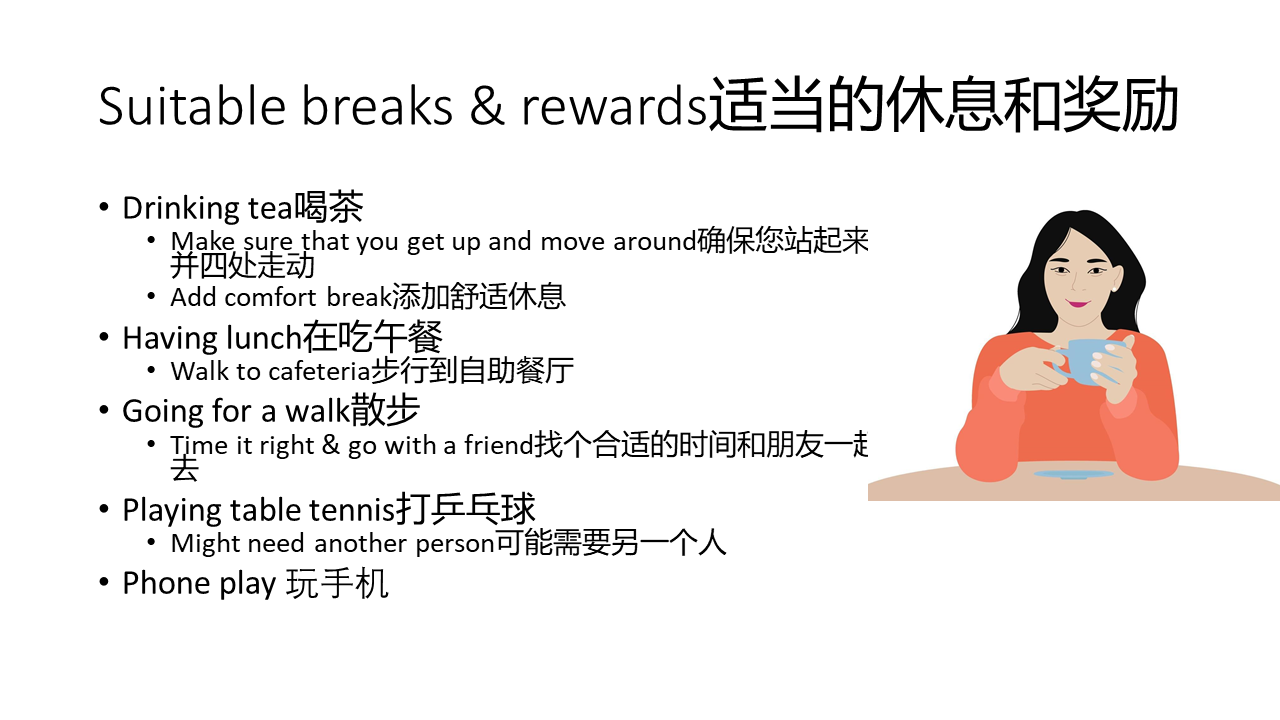 Suitable breaks & rewards适当的休息和奖励
• Drinking tea喝茶
• Make sure that you get up and move around确保您站起来
并四处走动
• Add comfort break添加舒适休息
• Having lunch在吃午餐
• Walk to cafeteria步行到自助餐厅
• Going for a walk散步
• Time it right & go with a friend找个合适的时间和朋友一起
去
• Playing table tennis打乒乓球
• Might need another person可能需要另一个人
• Phone play 玩手机